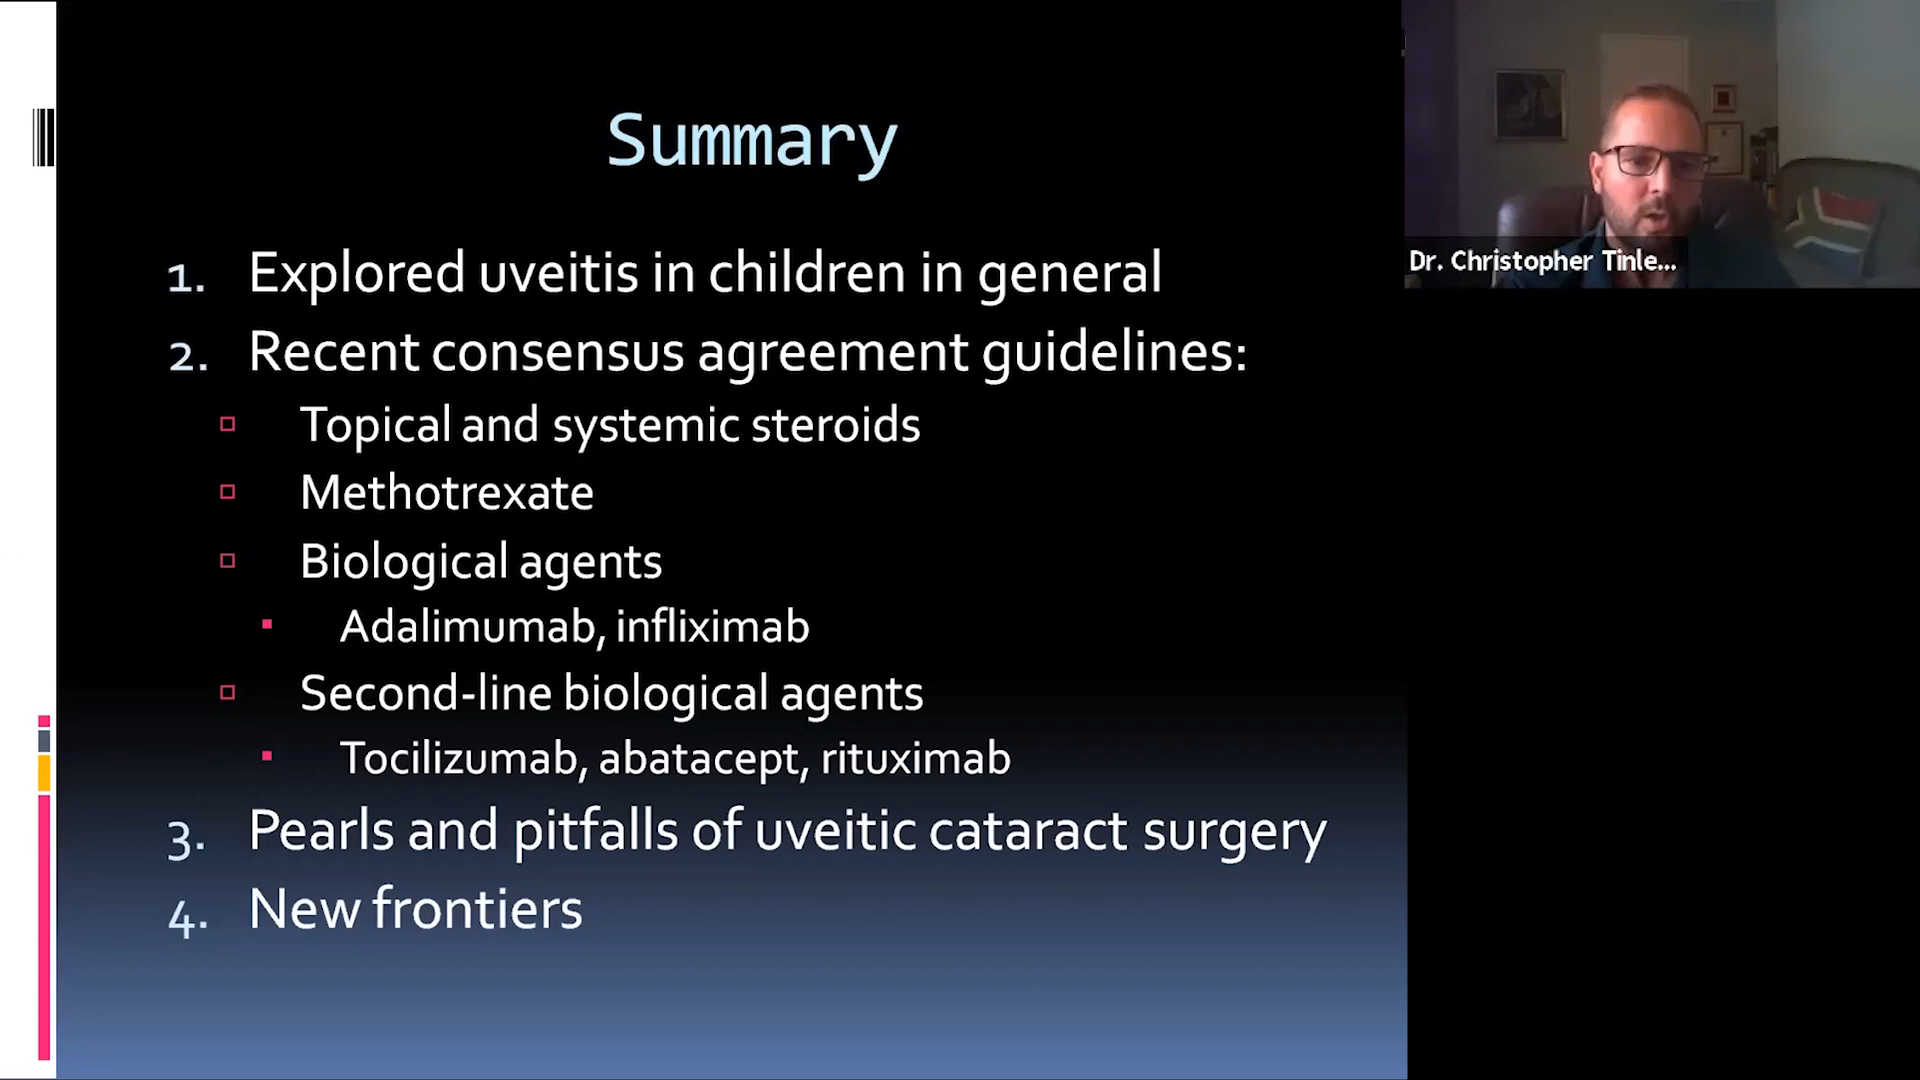 Summary
1. Explored uveitis in children in general
2. Recent consensus agreement guidelines:
Topical and systemic steroids
Methotrexate
Biological agents
Adalimumab, infliximab
Second-line biological agents
Tocilizumab, abatacept, rituximab
3. Pearls and pitfalls of uveitic cataract surgery
4. New frontiers
Dr. Christopher Tinle...